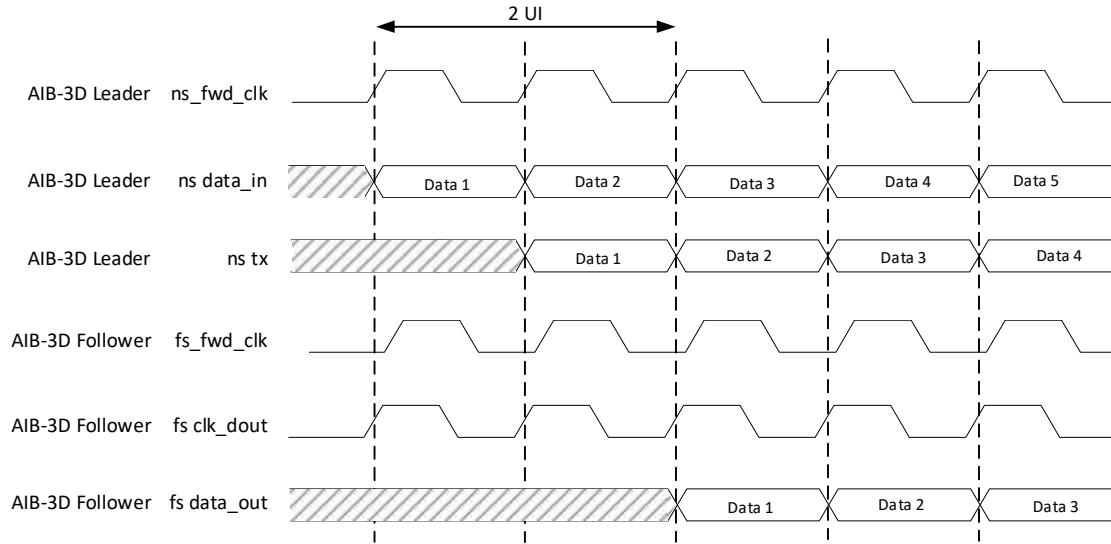 2 UI
AIB-3D Leader ns_fwd_clk
AIB-3D Leader ns data_in Data 1 Data 2 Data 3 Data 4 Data 5
AIB-3D Leader ns tx Data 1 Data 2 Data 3 Data 4
AIB-3D Follower fs_fwd_clk
AIB-3D Follower fs clk_dout
AIB-3D Follower fs data_out Data 1 Data 2 Data 3